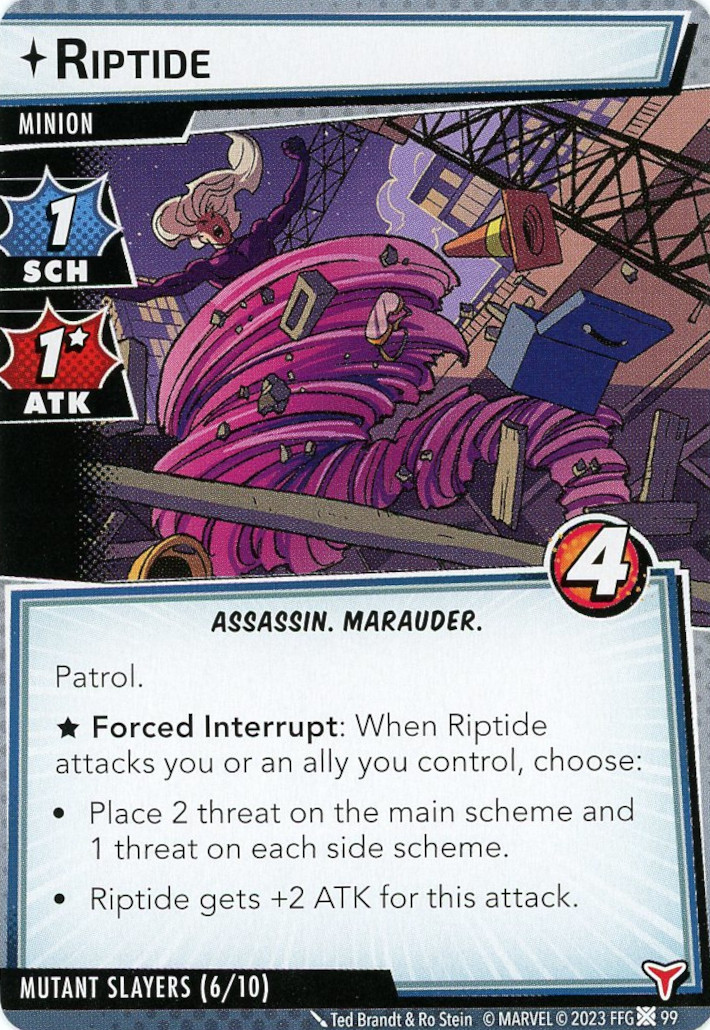 RIPTIDE
MINION
1
SCH
1★
ATK
4
ASSASSIN. MARAUDER.
Patrol.
★ Forced Interrupt: When Riptide
attacks you or an ally you control, choose:
• Place 2 threat on the main scheme and
1 threat on each side scheme.
• Riptide gets +2 ATK for this attack.
MUTANT SLAYERS (6/10)
Ted Brandt & Ro Stein © MARVEL © 2023 FFG 99